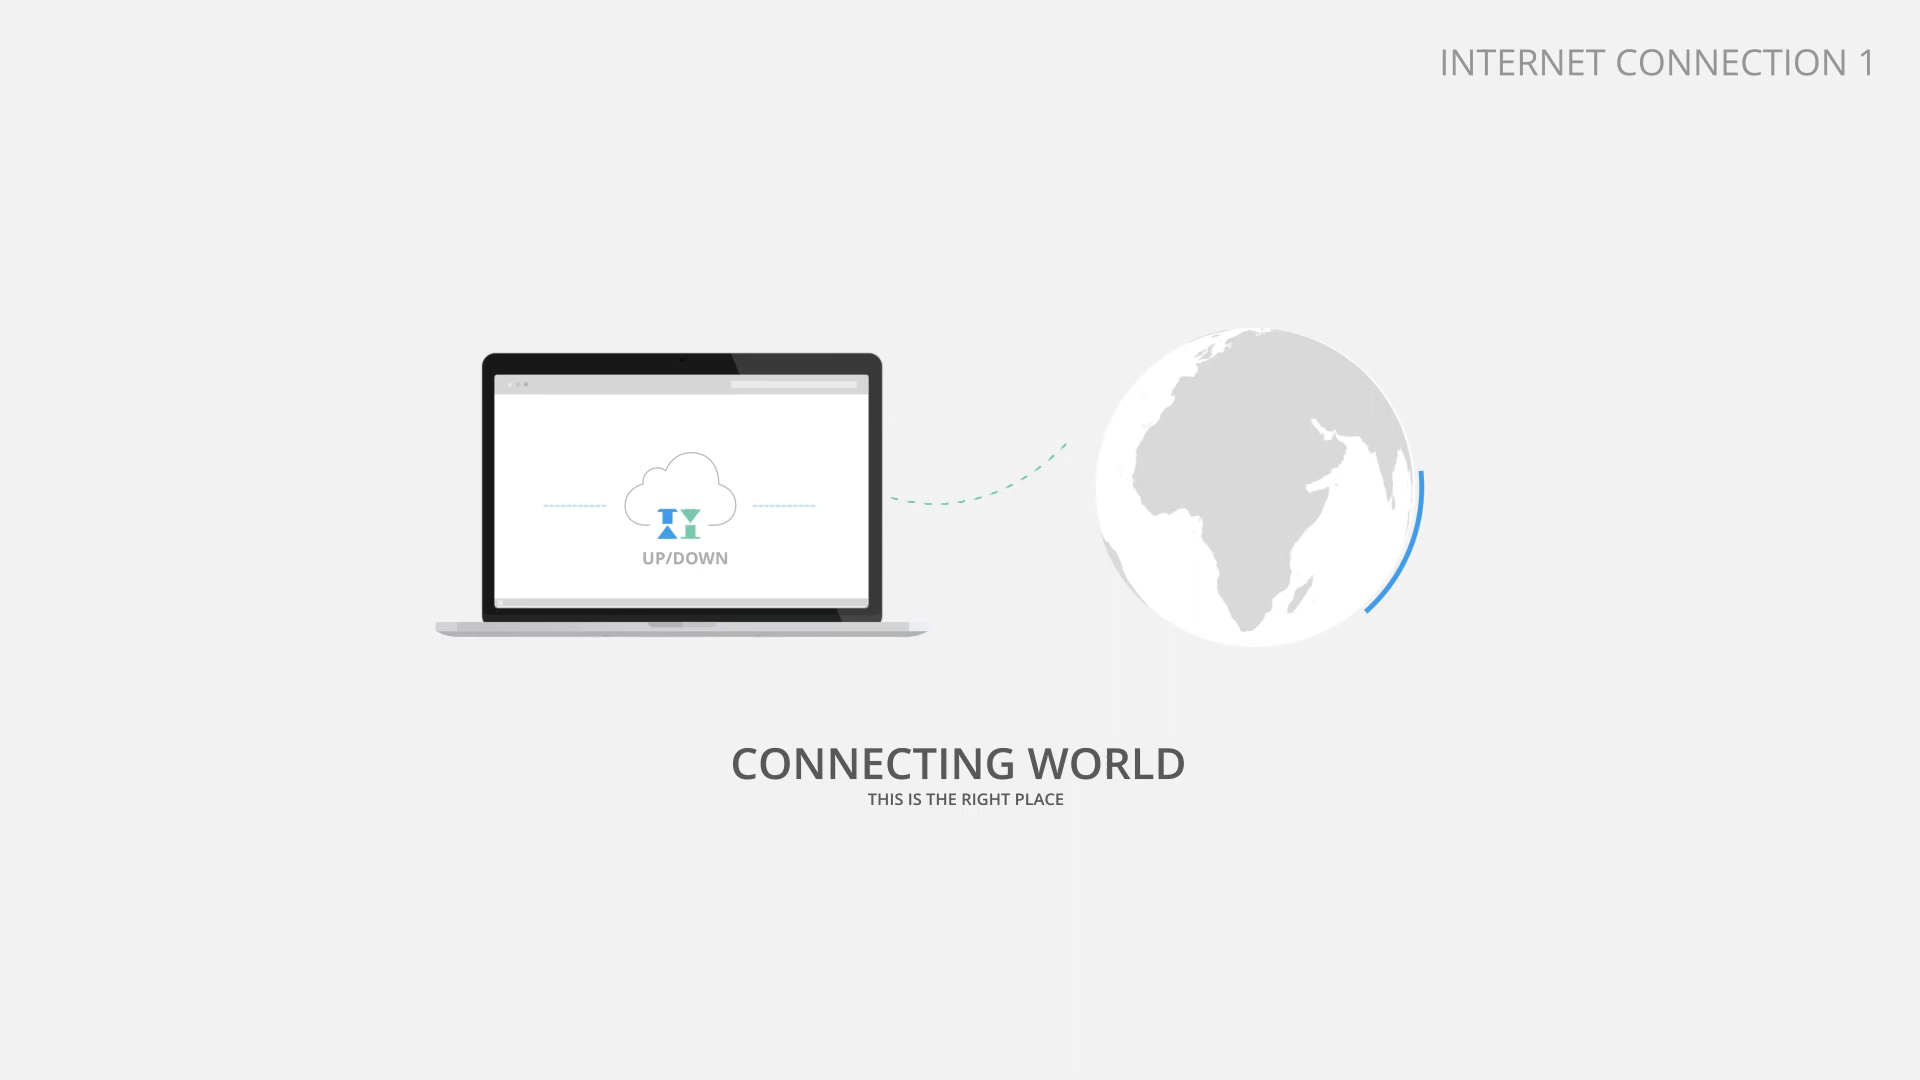 INTERNET CONNECTION 1
UP/DOWN
CONNECTING WORLD
THIS IS THE RIGHT PLACE